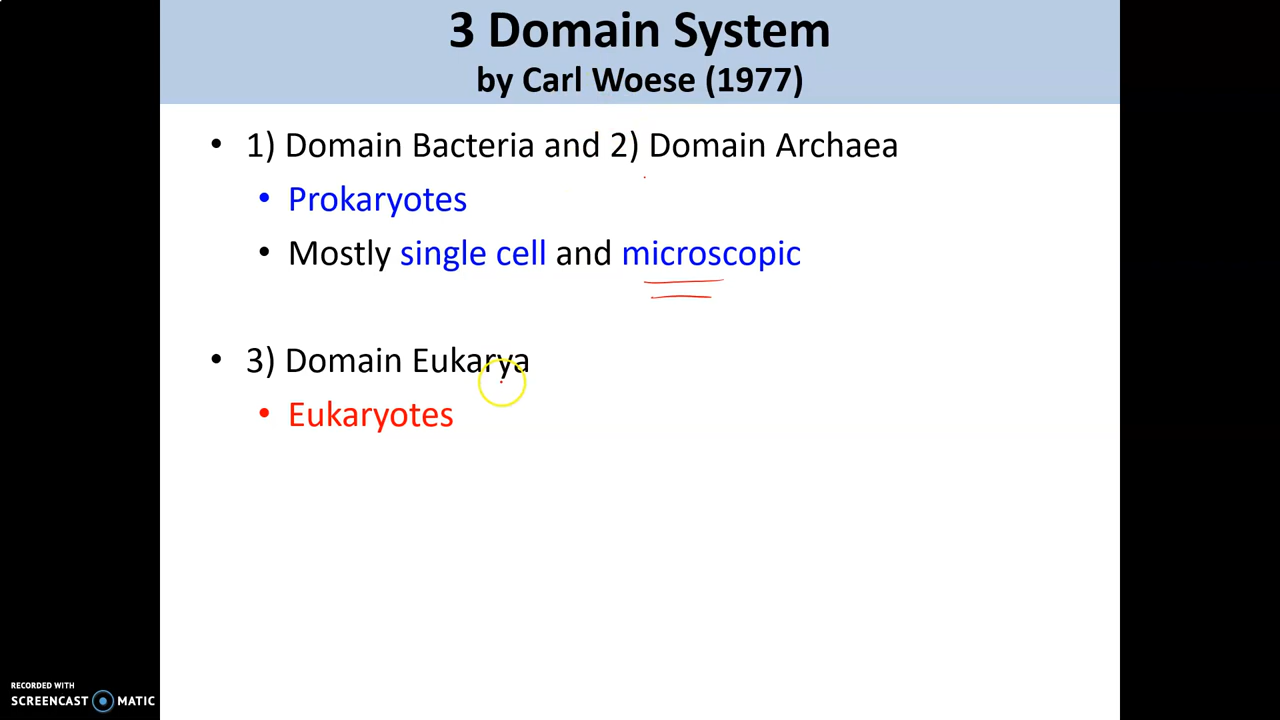 3 Domain System
by Carl Woese (1977)
• 1) Domain Bacteria and 2) Domain Archaea
• Prokaryotes
• Mostly single cell and microscopic
• 3) Domain Eukarya
• Eukaryotes
RECORDED WITH
SCREENCAST MATIC